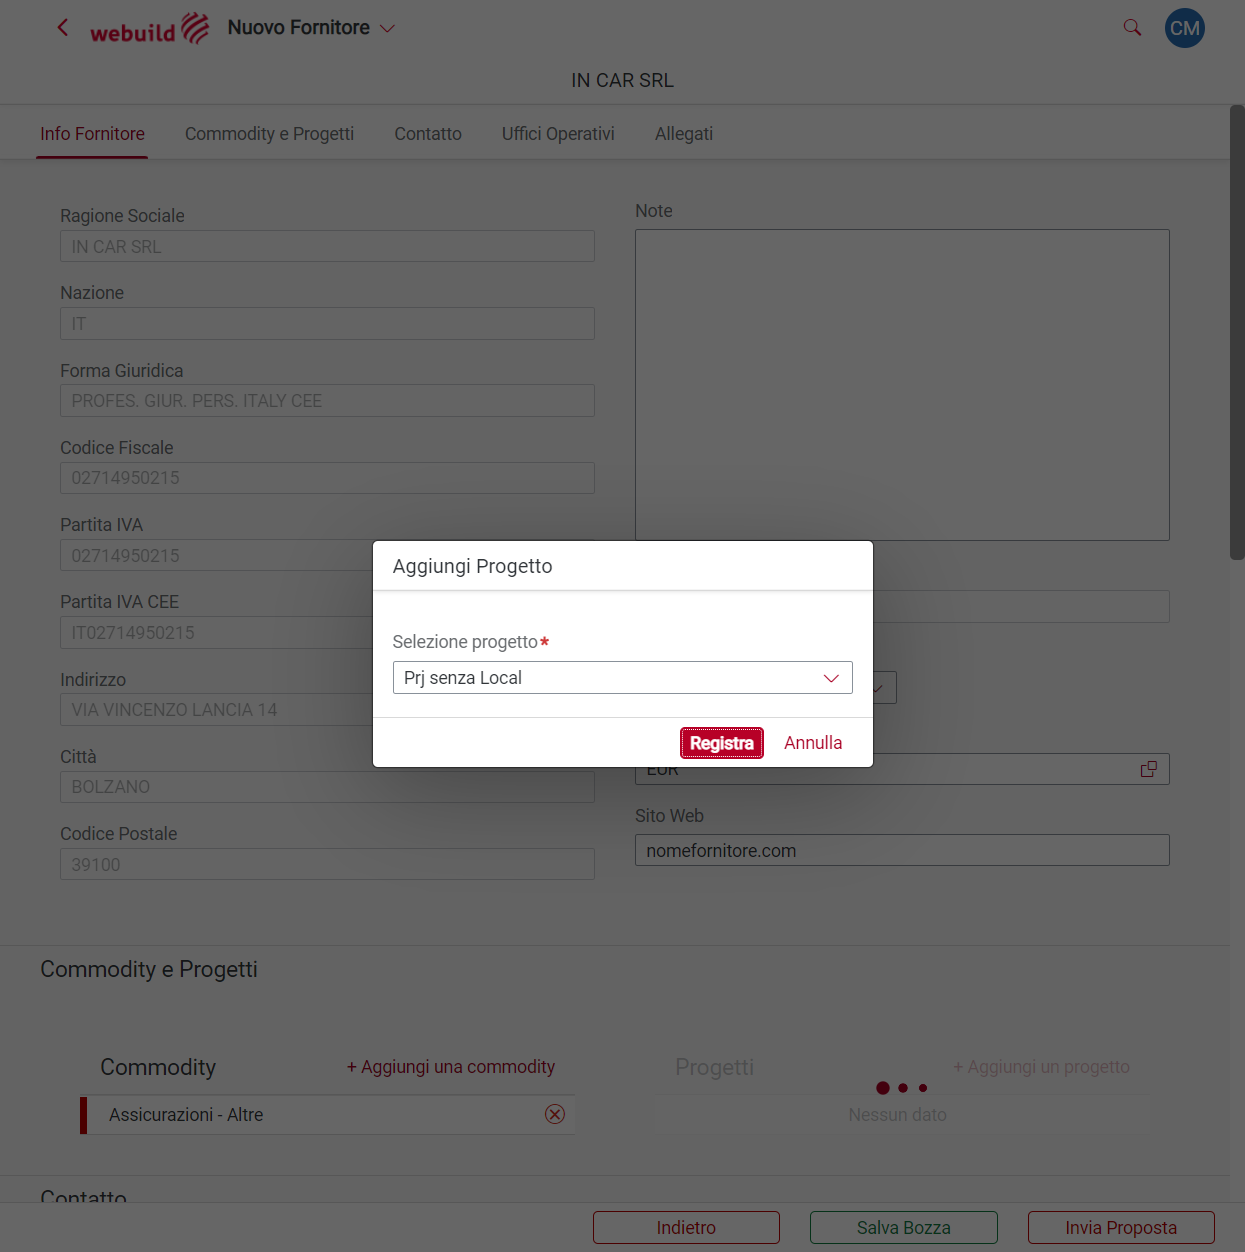 webuild Nuovo Fornitore
CM
IN CAR SRL
Info Fornitore Commodity e Progetti Contatto Uffici Operativi Allegati
Ragione Sociale
IN CAR SRL
Nazione
IT
Forma Giuridica
PROFES. GIUR. PERS. ITALY CEE
Codice Fiscale
02714950215
Partita IVA
02714950215
Partita IVA CEE
IT02714950215
Indirizzo
VIA VINCENZO LANCIA 14
Città
BOLZANO
Codice Postale
39100
Note
Aggiungi Progetto
Selezione progetto*
Prj senza Local
Registra Annulla
EUR
Sito Web
nomefornitore.com
Commodity e Progetti
Commodity + Aggiungi una commodity
Assicurazioni - Altre
Progetti + Aggiungi un progetto
Nessun dato
Contatto
Indietro Salva Bozza Invia Proposta